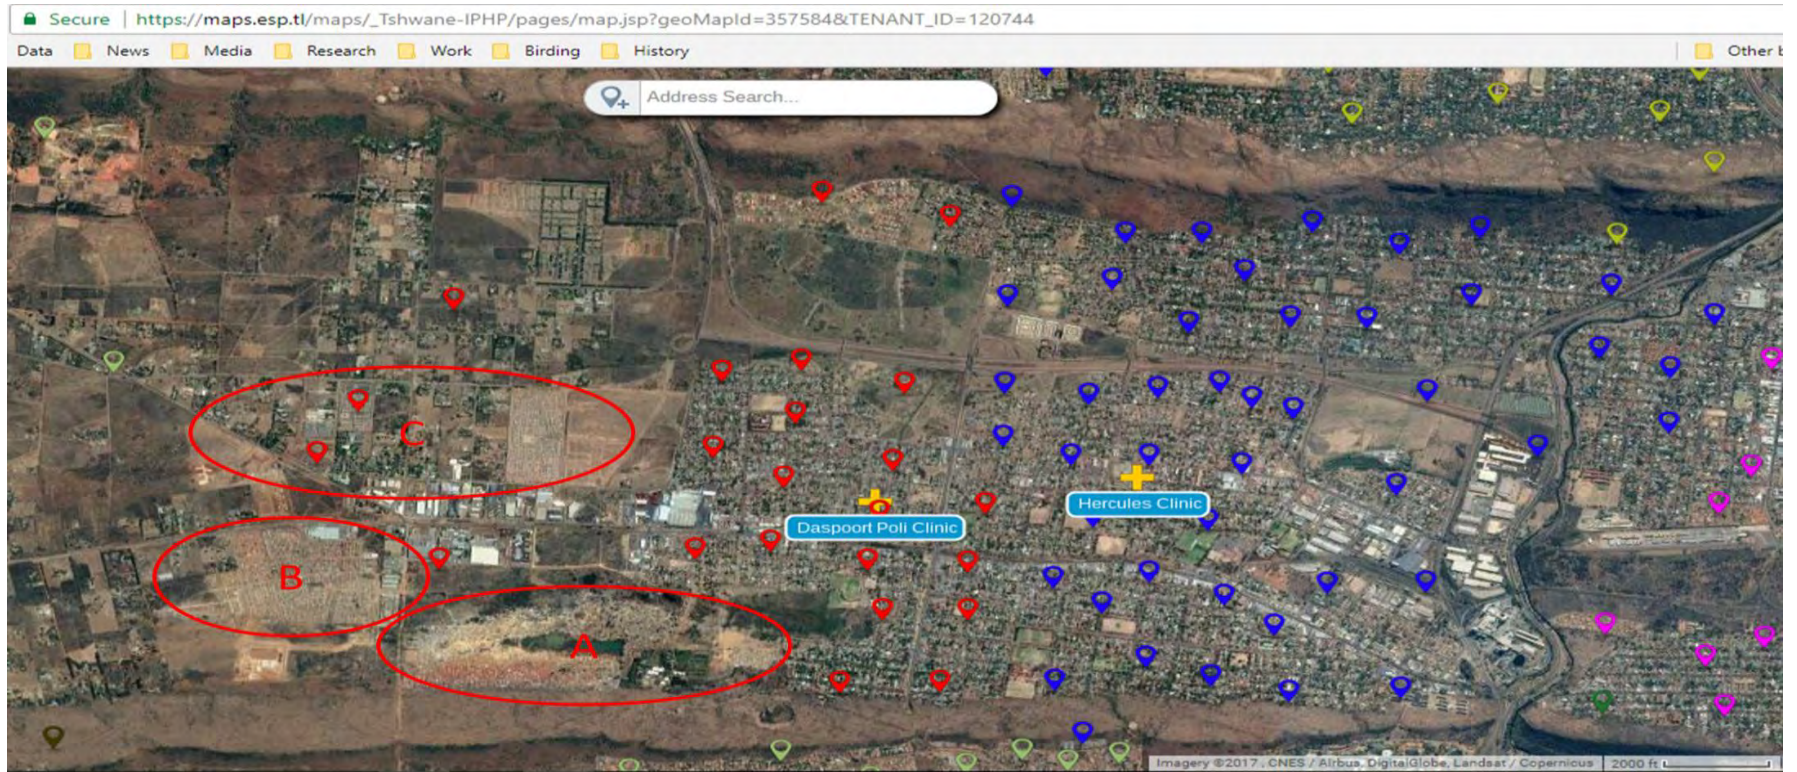 Secure | https://maps.esp.tl/maps/_Tshwane-IPHP/pages/map.jsp?geoMapId=357584&TENANT_ID=120744
Data News Media Research Work Birding History Other b
Address Search...
C
Hercules Clinic
Daspoort Poli Clinic
B
A
Imagery ©2017 , CNES / Airbus, DigitalGlobe, Landsat / Copernicus 2000 ft